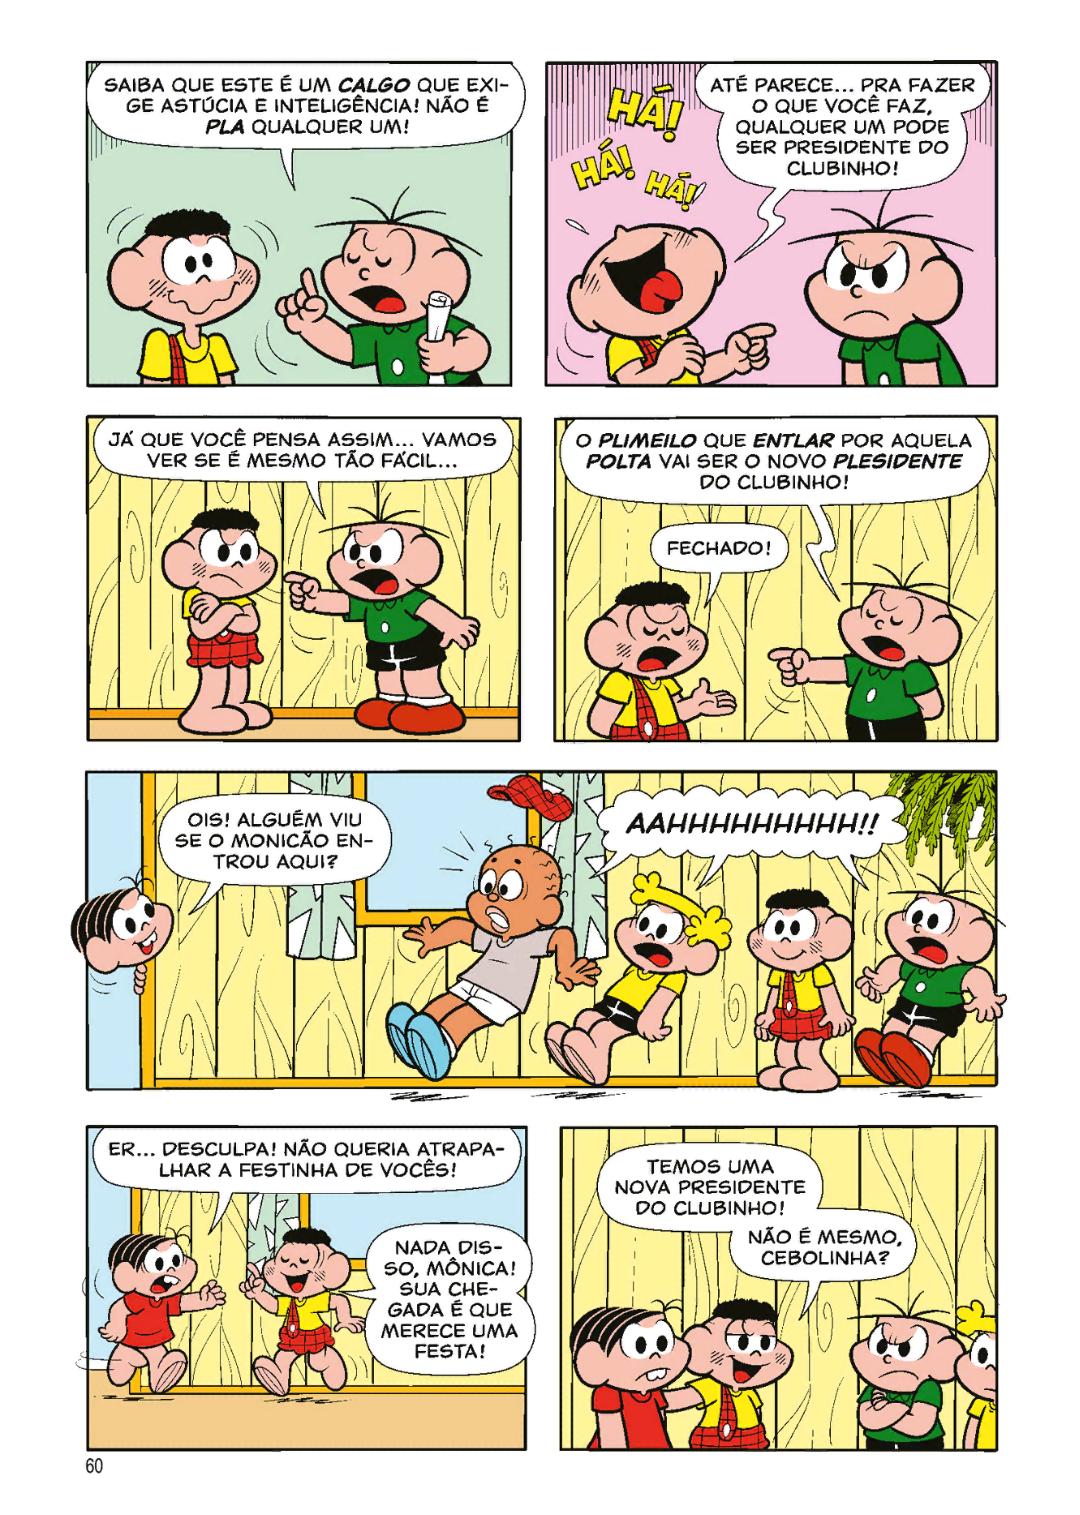 SAIBA QUE ESTE É UM CALGO QUE EXI-
GE ASTÚCIA E INTELIGÊNCIA! NÃO É
PLA QUALQUER UM!
HÁ!
HÁ!
HÁ!
ATÉ PARECE... PRA FAZER
O QUE VOCÊ FAZ,
QUALQUER UM PODE
SER PRESIDENTE DO
CLUBINHO!
JÁ QUE VOCÊ PENSA ASSIM... VAMOS
VER SE É MESMO TÃO FÁCIL...
O PLIMEILO QUE ENTLAR POR AQUELA
POLTA VAI SER O NOVO PLESIDENTE
DO CLUBINHO!
FECHADO!
OIS! ALGUÉM VIU
SE O MONICÃO EN-
TROU AQUI?
AAHHHHHHHHHH!!
ER... DESCULPA! NÃO QUERIA ATRAPA-
LHAR A FESTINHA DE VOCÊS!
NADA DIS-
SO, MÔNICA!
SUA CHE-
GADA É QUE
MERECE UMA
FESTA!
TEMOS UMA
NOVA PRESIDENTE
DO CLUBINHO!
NÃO É MESMO,
CEBOLINHA?
60